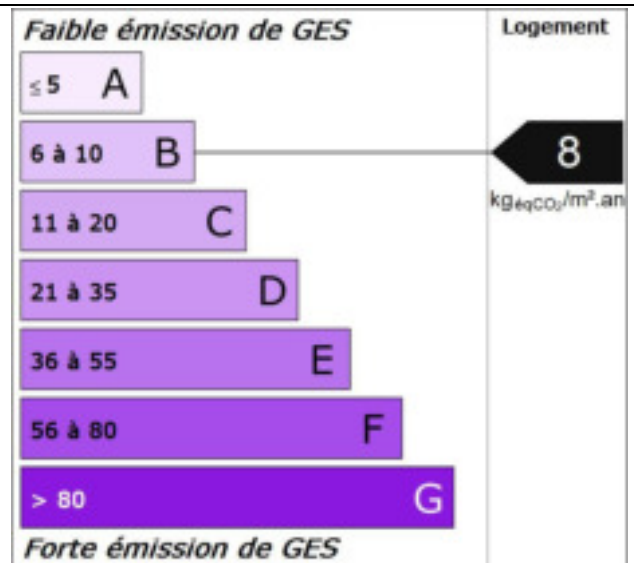 Faible émission de GES
Logement
≤ 5 A
6 à 10 B
8
kgéqCO₂/m².an
11 à 20 C
21 à 35 D
36 à 55 E
56 à 80 F
> 80 G
Forte émission de GES